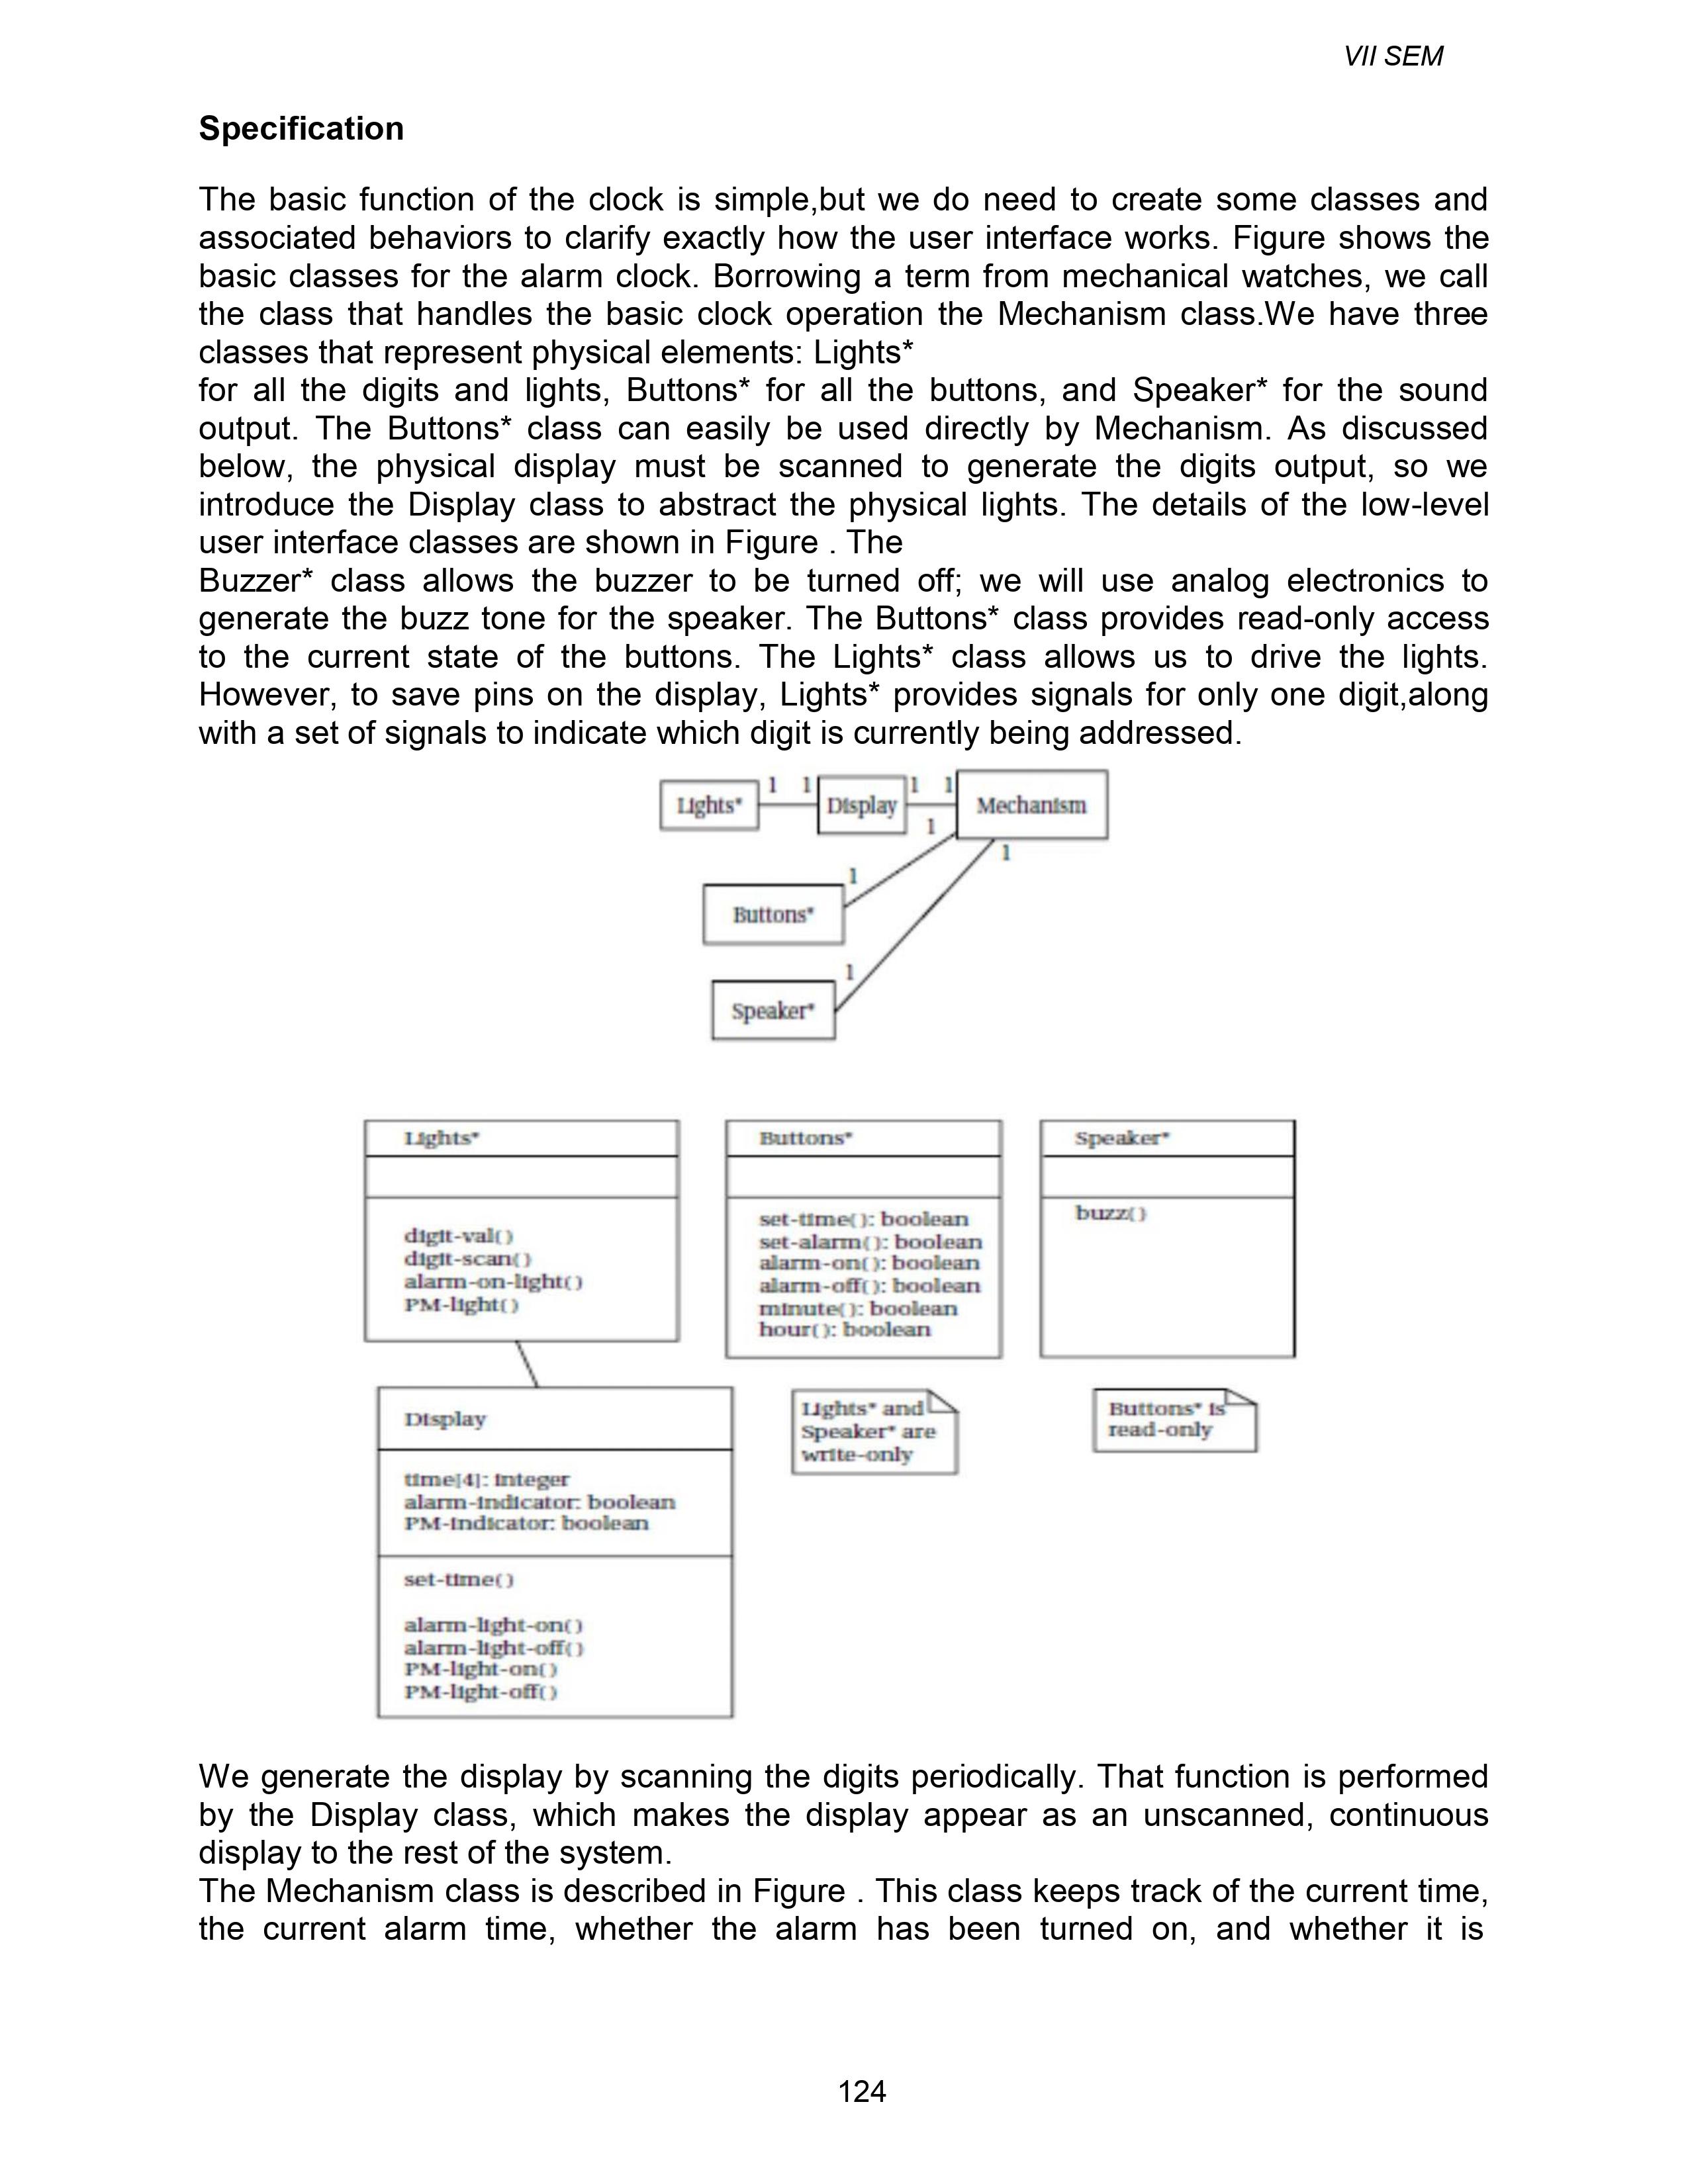 VII SEM
Specification
The basic function of the clock is simple,but we do need to create some classes and
associated behaviors to clarify exactly how the user interface works. Figure shows the
basic classes for the alarm clock. Borrowing a term from mechanical watches, we call
the class that handles the basic clock operation the Mechanism class.We have three
classes that represent physical elements: Lights*
for all the digits and lights, Buttons* for all the buttons, and Speaker* for the sound
output. The Buttons* class can easily be used directly by Mechanism. As discussed
below, the physical display must be scanned to generate the digits output, so we
introduce the Display class to abstract the physical lights. The details of the low-level
user interface classes are shown in Figure . The
Buzzer* class allows the buzzer to be turned off; we will use analog electronics to
generate the buzz tone for the speaker. The Buttons* class provides read-only access
to the current state of the buttons. The Lights* class allows us to drive the lights.
However, to save pins on the display, Lights* provides signals for only one digit,along
with a set of signals to indicate which digit is currently being addressed.
Lights* 1 1 Display 1 1 Mechanism
1
1
1
Buttons*
1
Speaker*
Lights*
digit-val()
digit-scan()
alarm-on-light()
PM-light()
Buttons*
set-time(): boolean
set-alarm(): boolean
alarm-on(): boolean
alarm-off(): boolean
minute(): boolean
hour(): boolean
Speaker*
buzz()
Display
time[4]: integer
alarm-indicator: boolean
PM-indicator: boolean
set-time()
alarm-light-on()
alarm-light-off()
PM-light-on()
PM-light-off()
Lights* and
Speaker* are
write-only
Buttons* is
read-only
We generate the display by scanning the digits periodically. That function is performed
by the Display class, which makes the display appear as an unscanned, continuous
display to the rest of the system.
The Mechanism class is described in Figure . This class keeps track of the current time,
the current alarm time, whether the alarm has been turned on, and whether it is
124